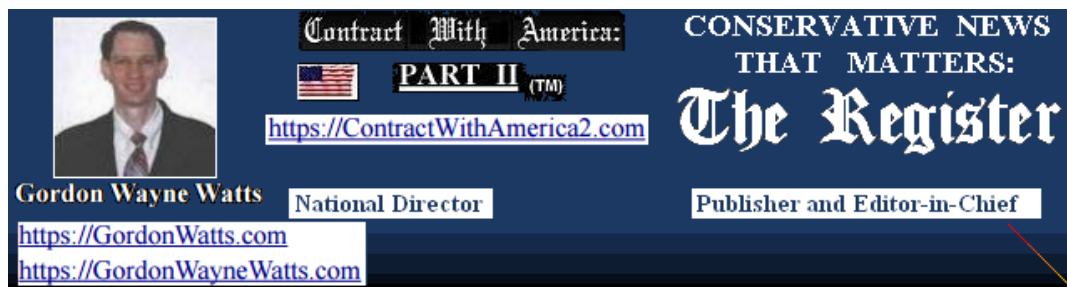 Contract With America:
PART II (TM)
https://ContractWithAmerica2.com
CONSERVATIVE NEWS
THAT MATTERS:
The Register
Gordon Wayne Watts
National Director
Publisher and Editor-in-Chief
https://GordonWatts.com
https://GordonWayneWatts.com